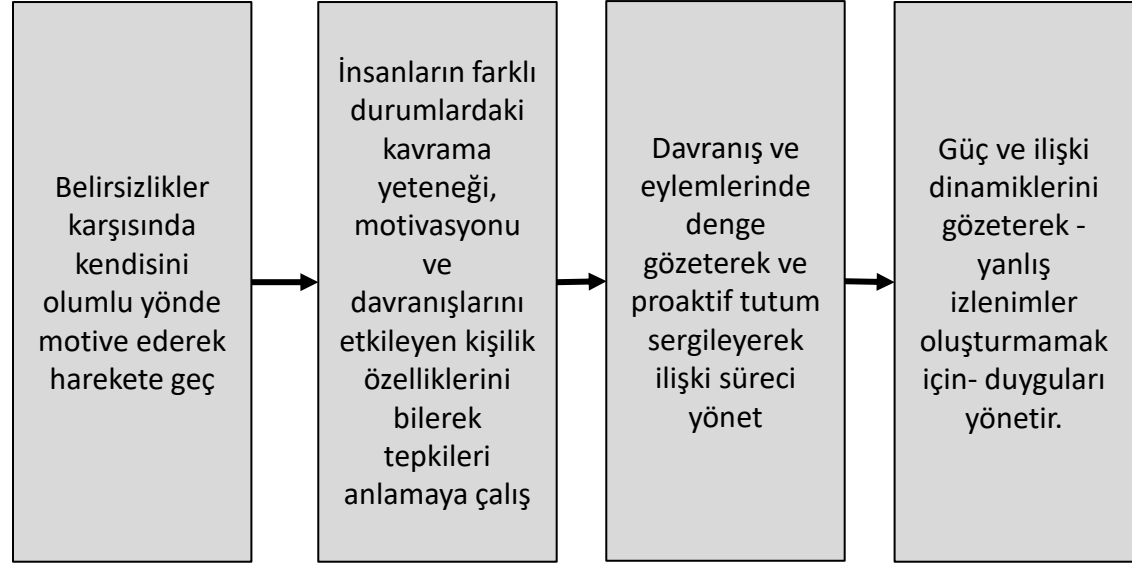 Belirsizlikler
karşısında
kendisini
olumlu yönde
motive ederek
harekete geç
İnsanların farklı
durumlardaki
kavrama
yeteneği,
motivasyonu
ve
davranışlarını
etkileyen kişilik
özelliklerini
bilerek
tepkileri
anlamaya çalış
Davranış ve
eylemlerinde
denge
gözeterek ve
proaktif tutum
sergileyerek
ilişki süreci
yönet
Güç ve ilişki
dinamiklerini
gözeterek -
yanlış
izlenimler
oluşturmamak
için- duyguları
yönetir.